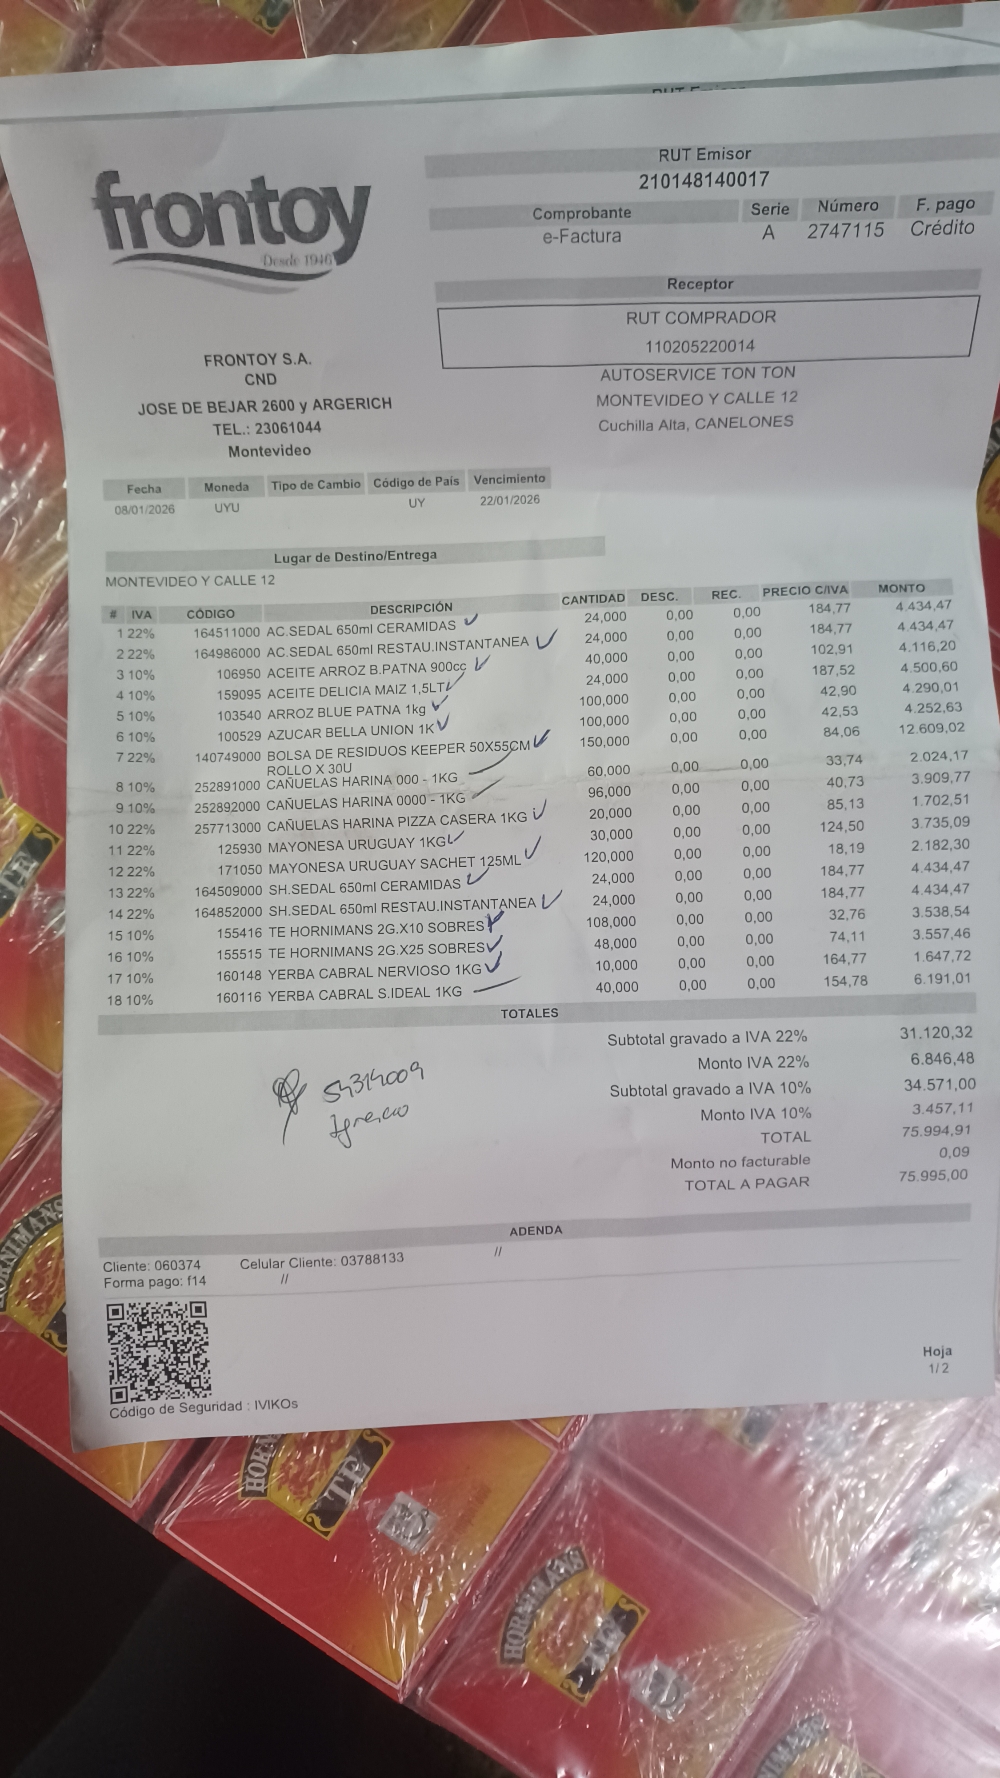 frontoy
Desde 1946
RUT Emisor
210148140017
Comprobante Serie Número F. pago
e-Factura A 2747115 Crédito
Receptor
RUT COMPRADOR
110205220014
AUTOSERVICE TON TON
MONTEVIDEO Y CALLE 12
Cuchilla Alta, CANELONES
FRONTOY S.A.
CND
JOSE DE BEJAR 2600 y ARGERICH
TEL.: 23061044
Montevideo
Fecha Moneda Tipo de Cambio Código de País Vencimiento
08/01/2026 UYU UY 22/01/2026
Lugar de Destino/Entrega
MONTEVIDEO Y CALLE 12
# IVA CÓDIGO DESCRIPCIÓN CANTIDAD DESC. REC. PRECIO C/IVA MONTO
1 22% 164511000 AC.SEDAL 650ml CERAMIDAS 24,000 0,00 0,00 184,77 4.434,47
2 22% 164986000 AC.SEDAL 650ml RESTAU.INSTANTANEA 24,000 0,00 0,00 184,77 4.434,47
3 10% 106950 ACEITE ARROZ B.PATNA 900cc 40,000 0,00 0,00 102,91 4.116,20
4 10% 159095 ACEITE DELICIA MAIZ 1,5LT 24,000 0,00 0,00 187,52 4.500,60
5 10% 103540 ARROZ BLUE PATNA 1kg 100,000 0,00 0,00 42,90 4.290,01
6 10% 100529 AZUCAR BELLA UNION 1K 100,000 0,00 0,00 42,53 4.252,63
7 22% 140749000 BOLSA DE RESIDUOS KEEPER 50X55CM 150,000 0,00 0,00 84,06 12.609,02
ROLLO X 30U
8 10% 252891000 CAÑUELAS HARINA 000 - 1KG 60,000 0,00 0,00 33,74 2.024,17
9 10% 252892000 CAÑUELAS HARINA 0000 - 1KG 96,000 0,00 0,00 40,73 3.909,77
10 22% 257713000 CAÑUELAS HARINA PIZZA CASERA 1KG 20,000 0,00 0,00 85,13 1.702,51
11 22% 125930 MAYONESA URUGUAY 1KG 30,000 0,00 0,00 124,50 3.735,09
12 22% 171050 MAYONESA URUGUAY SACHET 125ML 120,000 0,00 0,00 18,19 2.182,30
13 22% 164509000 SH.SEDAL 650ml CERAMIDAS 24,000 0,00 0,00 184,77 4.434,47
14 22% 164852000 SH.SEDAL 650ml RESTAU.INSTANTANEA 24,000 0,00 0,00 184,77 4.434,47
15 10% 155416 TE HORNIMANS 2G.X10 SOBRES 108,000 0,00 0,00 32,76 3.538,54
16 10% 155515 TE HORNIMANS 2G.X25 SOBRES 48,000 0,00 0,00 74,11 3.557,46
17 10% 160148 YERBA CABRAL NERVIOSO 1KG 10,000 0,00 0,00 164,77 1.647,72
18 10% 160116 YERBA CABRAL S.IDEAL 1KG 40,000 0,00 0,00 154,78 6.191,01
TOTALES
Subtotal gravado a IVA 22% 31.120,32
Monto IVA 22% 6.846,48
Subtotal gravado a IVA 10% 34.571,00
Monto IVA 10% 3.457,11
TOTAL 75.994,91
Monto no facturable 0,09
TOTAL A PAGAR 75.995,00
54314009
Ignacio
ADENDA
Cliente: 060374 Celular Cliente: 03788133 //
Forma pago: f14 //
Código de Seguridad : IVIKOs
Hoja
1/ 2
HORNIMANS
HORNIMANS
TE
HORNIMANS